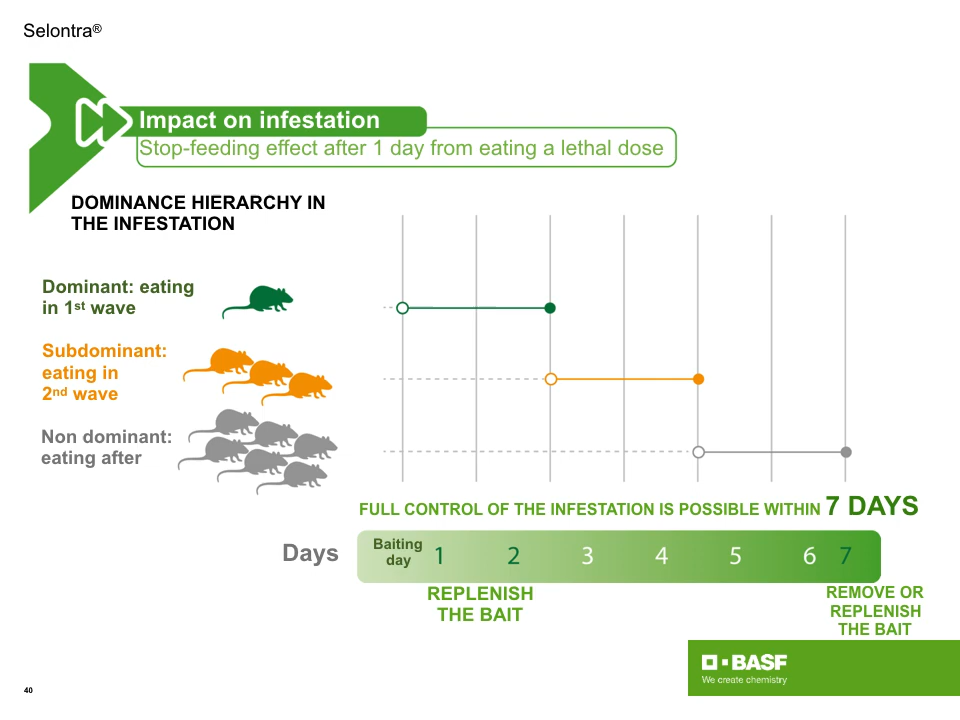 Selontra®
Impact on infestation
Stop-feeding effect after 1 day from eating a lethal dose
DOMINANCE HIERARCHY IN
THE INFESTATION
Dominant: eating
in 1st wave
Subdominant:
eating in
2nd wave
Non dominant:
eating after
FULL CONTROL OF THE INFESTATION IS POSSIBLE WITHIN 7 DAYS
Days
Baiting
day
1 2 3 4 5 6 7
REPLENISH
THE BAIT
REMOVE OR
REPLENISH
THE BAIT
BASF
We create chemistry
40